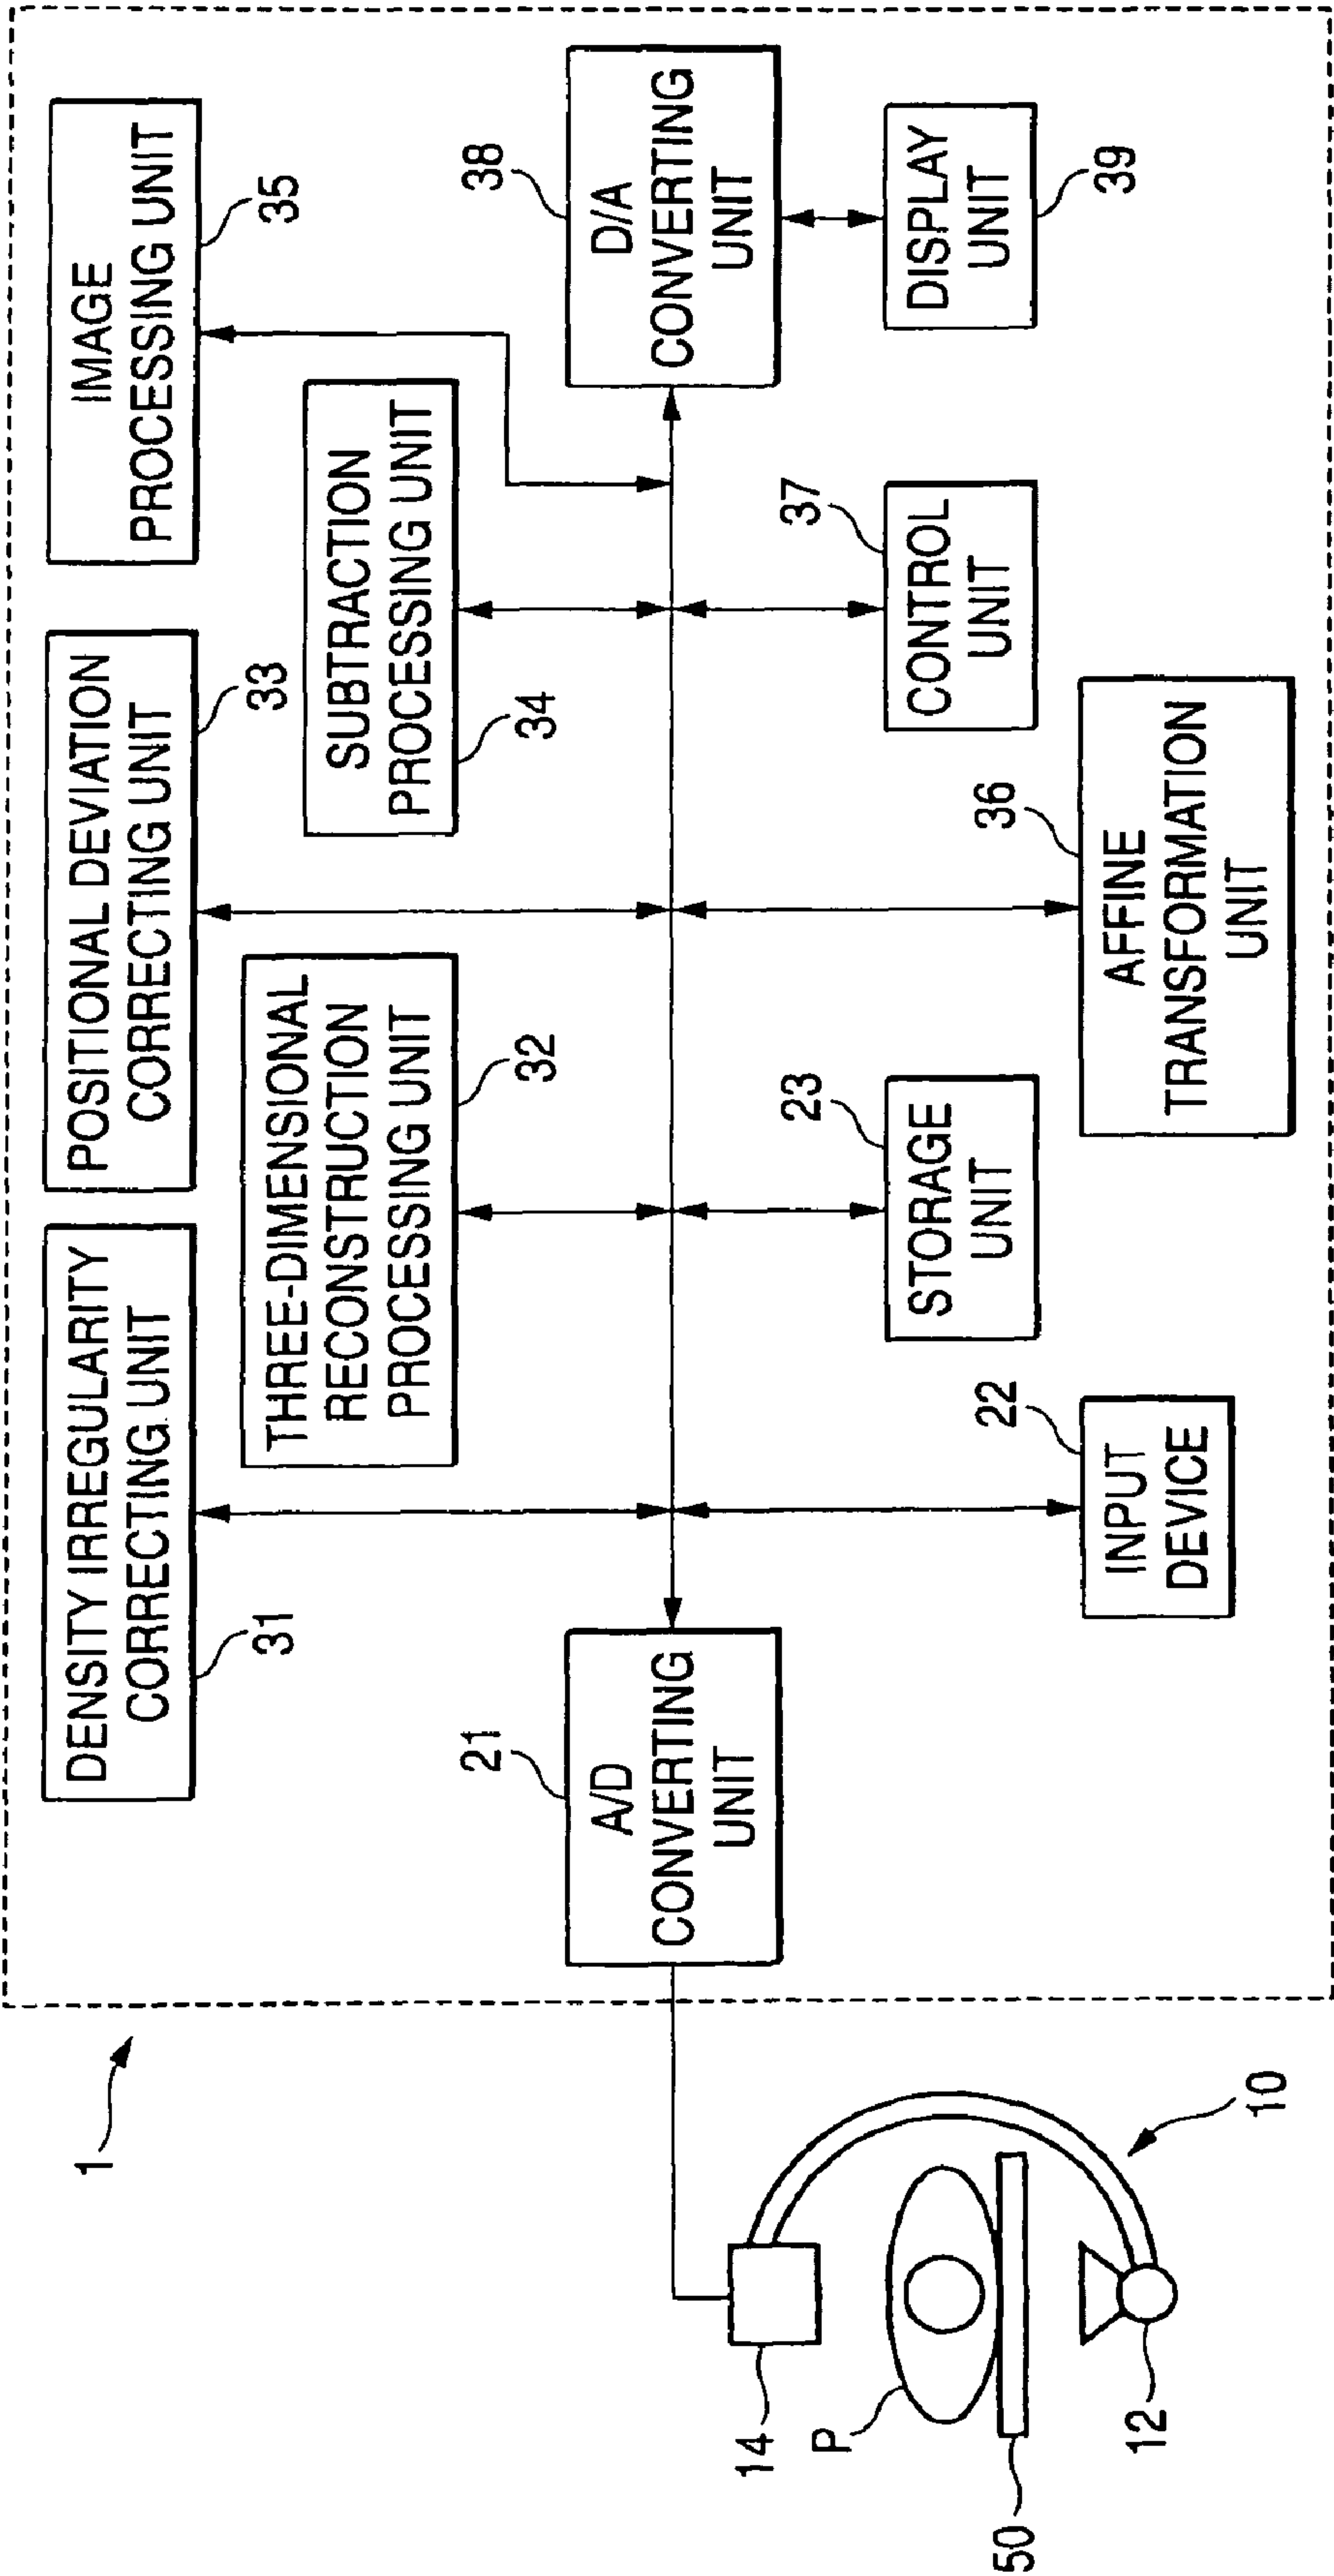 1
DENSITY IRREGULARITY
CORRECTING UNIT
31
POSITIONAL DEVIATION
CORRECTING UNIT
33
IMAGE
PROCESSING UNIT
35
THREE-DIMENSIONAL
RECONSTRUCTION
PROCESSING UNIT
32
SUBTRACTION
PROCESSING UNIT
34
21
A/D
CONVERTING
UNIT
38
D/A
CONVERTING
UNIT
14
P
50
12
10
22
INPUT
DEVICE
23
STORAGE
UNIT
36
AFFINE
TRANSFORMATION
UNIT
37
CONTROL
UNIT
DISPLAY
UNIT
39